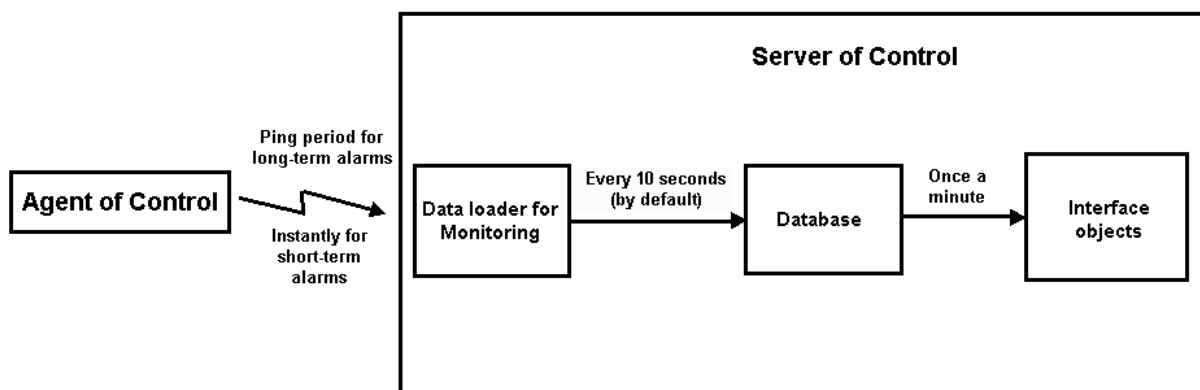 Server of Control
Ping period for
long-term alarms
Agent of Control
Instantly for
short-term
alarms
Data loader for
Monitoring
Every 10 seconds
(by default)
Database
Once a
minute
Interface
objects